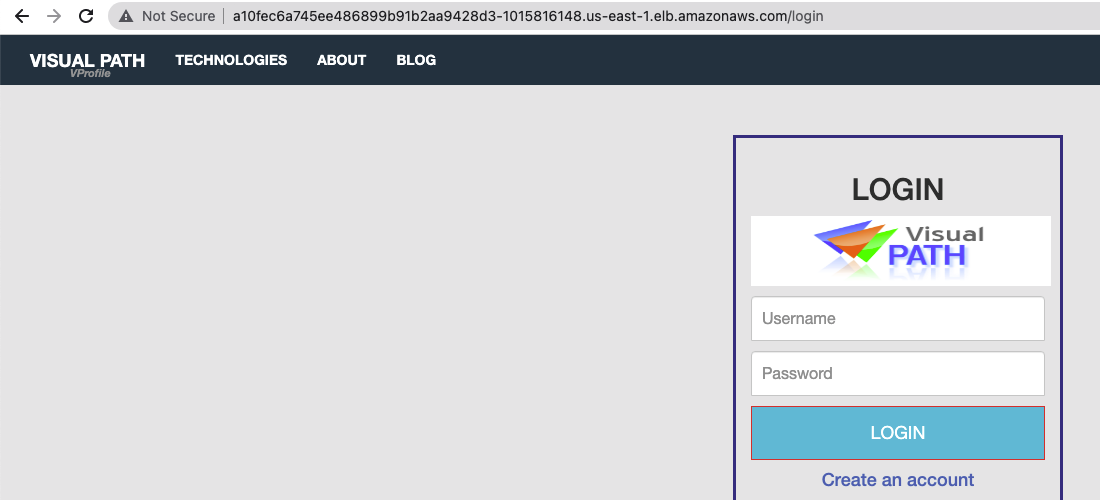 Not Secure a10fec6a745ee486899b91b2aa9428d3-1015816148.us-east-1.elb.amazonaws.com/login
VISUAL PATH TECHNOLOGIES ABOUT BLOG
VProfile
LOGIN
Visual
PATH
Username
Password
LOGIN
Create an account